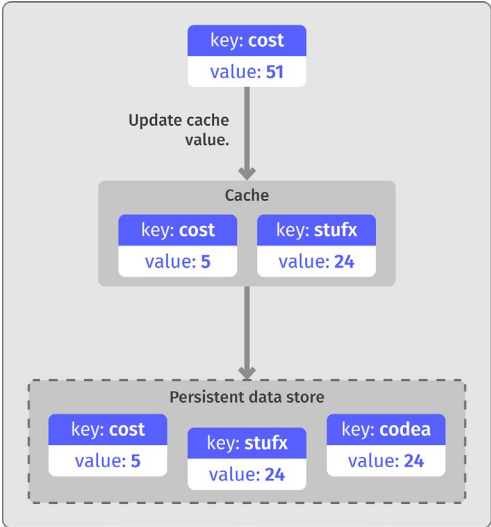 key: cost
value: 51
Update cache
value.
Cache
key: cost
value: 5
key: stufx
value: 24
Persistent data store
key: cost
value: 5
key: stufx
value: 24
key: codea
value: 24